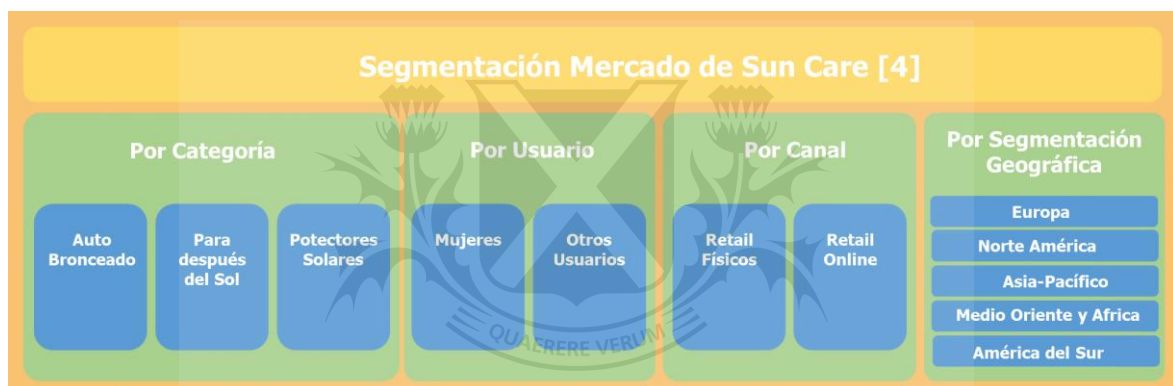 Segmentación Mercado de Sun Care [4]
Por Categoría
Auto
Bronceado
Para
después
del Sol
Potectores
Solares
Por Usuario
Mujeres
Otros
Usuarios
Por Canal
Retail
Físicos
Retail
Online
Por Segmentación
Geográfica
Europa
Norte América
Asia-Pacífico
Medio Oriente y Africa
América del Sur
QUAERERE VERUM